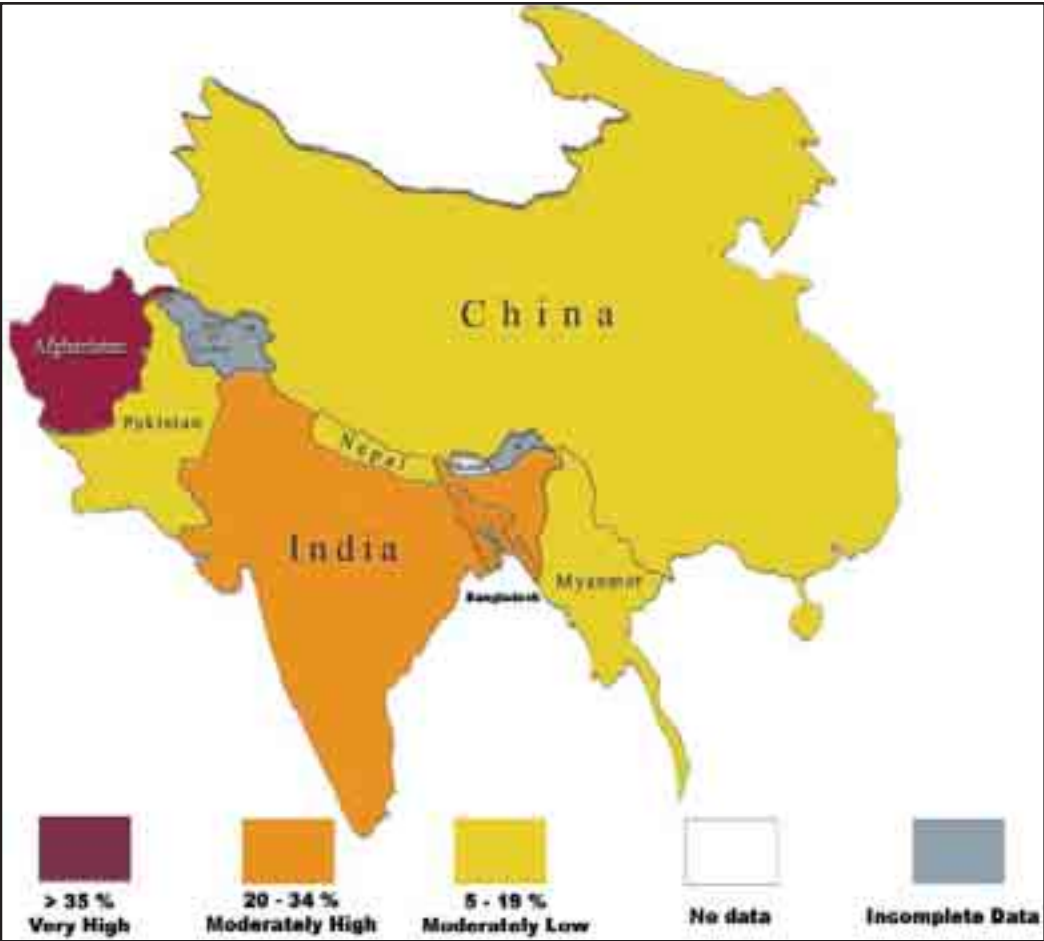 China
Afghanistan
Pakistan
Nepal
India
Myanmar
Bangladesh
> 35 %
Very High
20 - 34 %
Moderately High
5 - 19 %
Moderately Low
No data
Incomplete Data